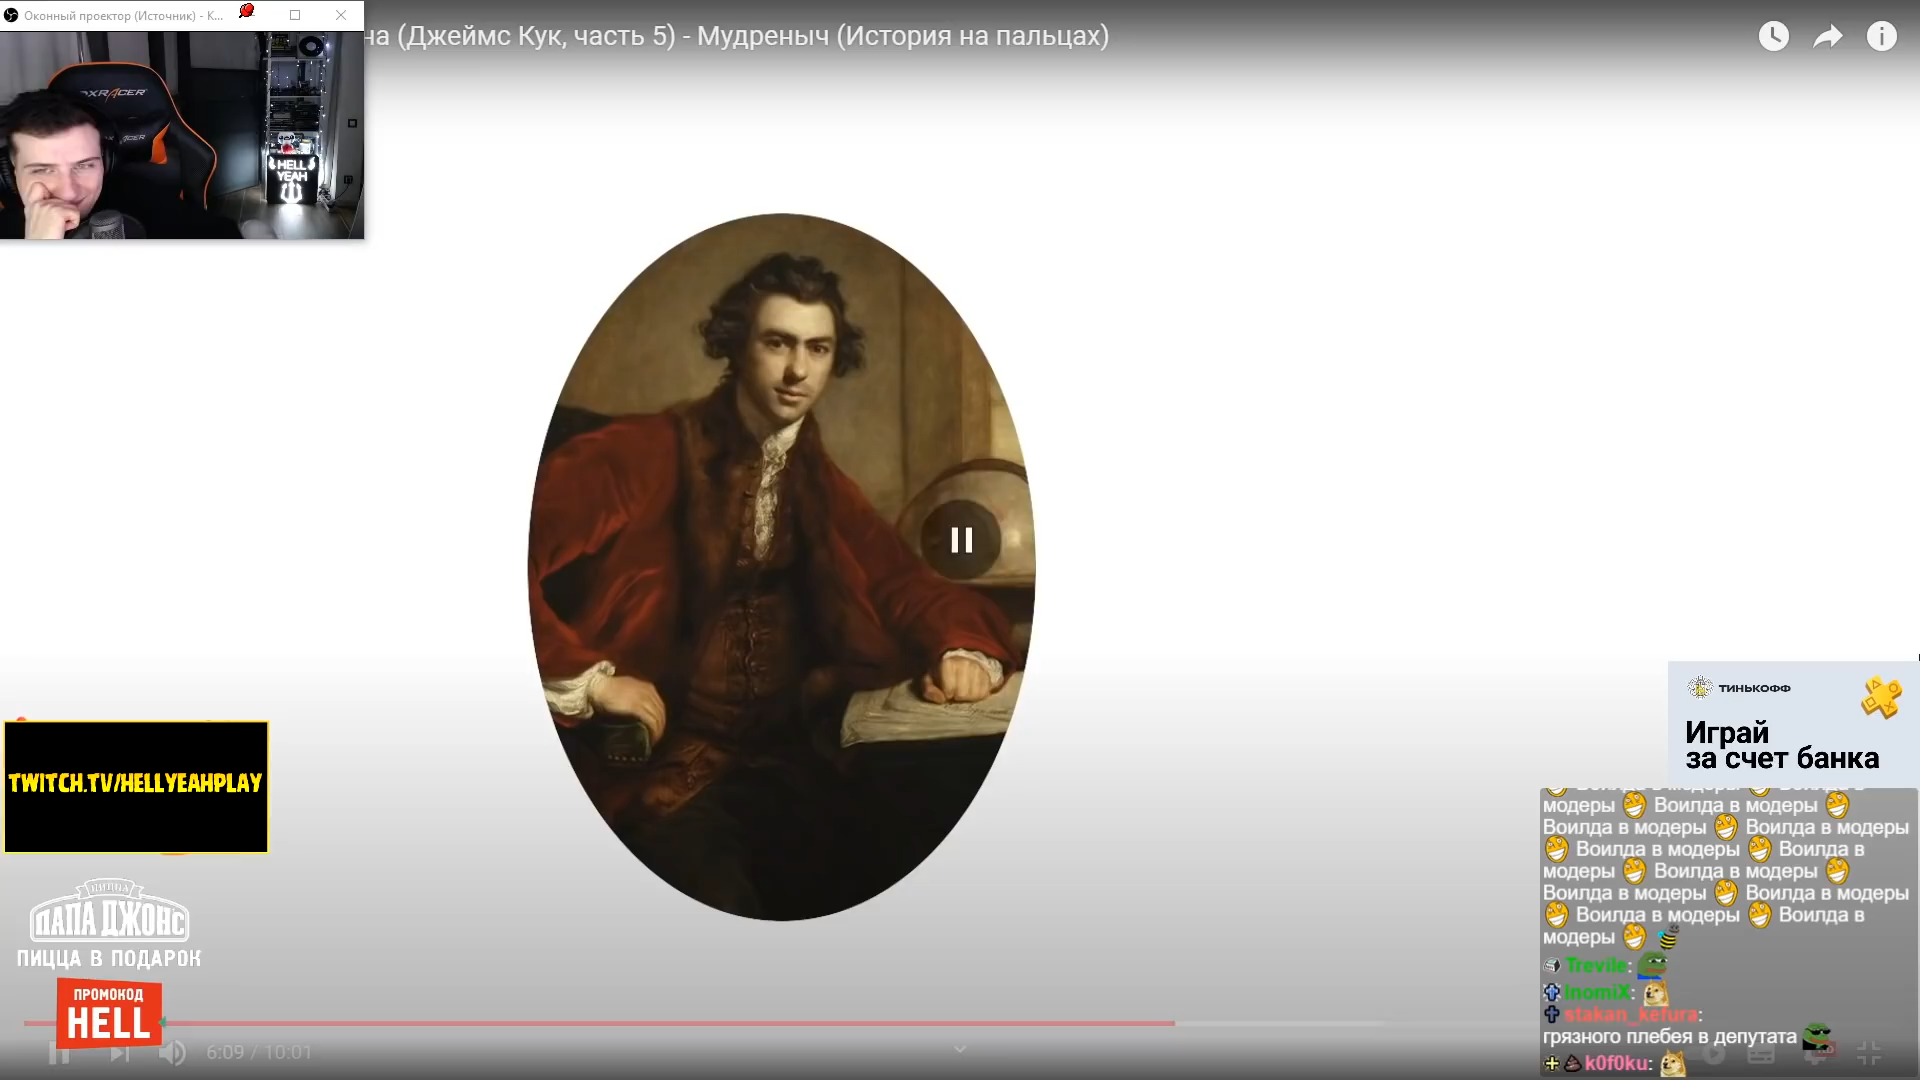 Оконный проектор (Источник) - К...
на (Джеймс Кук, часть 5) - Мудреныч (История на пальцах)
DXRACER
HELL
YEAH
TWITCH.TV/HELLYEAHPLAY
ПИЦЦА
ПАПА ДЖОНС
ПИЦЦА В ПОДАРОК
ПРОМОКОД
HELL
6:09 / 10:01
ТИНЬКОФФ
Играй
за счет банка
модеры Воилда в модеры
Воилда в модеры Воилда в модеры
Воилда в модеры Воилда в
модеры Воилда в модеры
Воилда в модеры Воилда в модеры
Воилда в модеры Воилда в
модеры
Trevile:
InomiX:
stakan_kefura:
грязного плебея в депутата
k0f0ku: